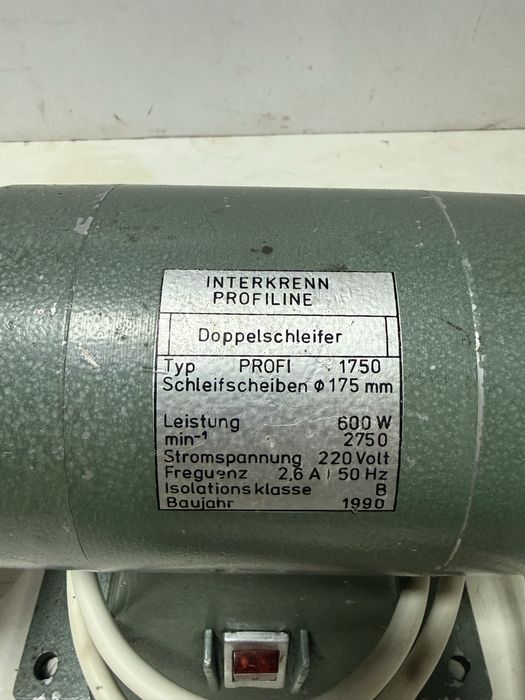 INTERKRENN
PROFILINE
Doppelschleifer
Typ PROFI 1750
Schleifscheiben ϕ 175 mm
Leistung 600 W
min⁻¹ 2750
Stromspannung 220 Volt
Freguenz 2,6 A / 50 Hz
Isolationsklasse B
Baujahr 1990